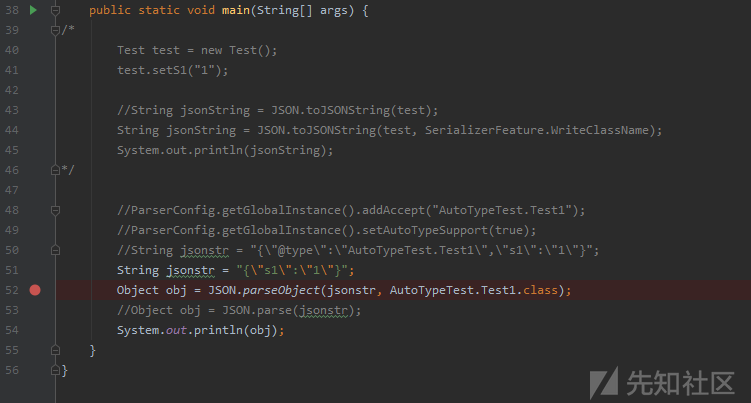 38 public static void main(String[] args) {
39 /*
40 Test test = new Test();
41 test.setS1("1");
42
43 //String jsonString = JSON.toJSONString(test);
44 String jsonString = JSON.toJSONString(test, SerializerFeature.WriteClassName);
45 System.out.println(jsonString);
46 */
47
48 //ParserConfig.getGlobalInstance().addAccept("AutoTypeTest.Test1");
49 //ParserConfig.getGlobalInstance().setAutoTypeSupport(true);
50 //String jsonstr = "{\"@type\":\"AutoTypeTest.Test1\",\"s1\":\"1\"}";
51 String jsonstr = "{\"s1\":\"1\"}";
52 Object obj = JSON.parseObject(jsonstr, AutoTypeTest.Test1.class);
53 //Object obj = JSON.parse(jsonstr);
54 System.out.println(obj);
55 }
56 }
先知社区